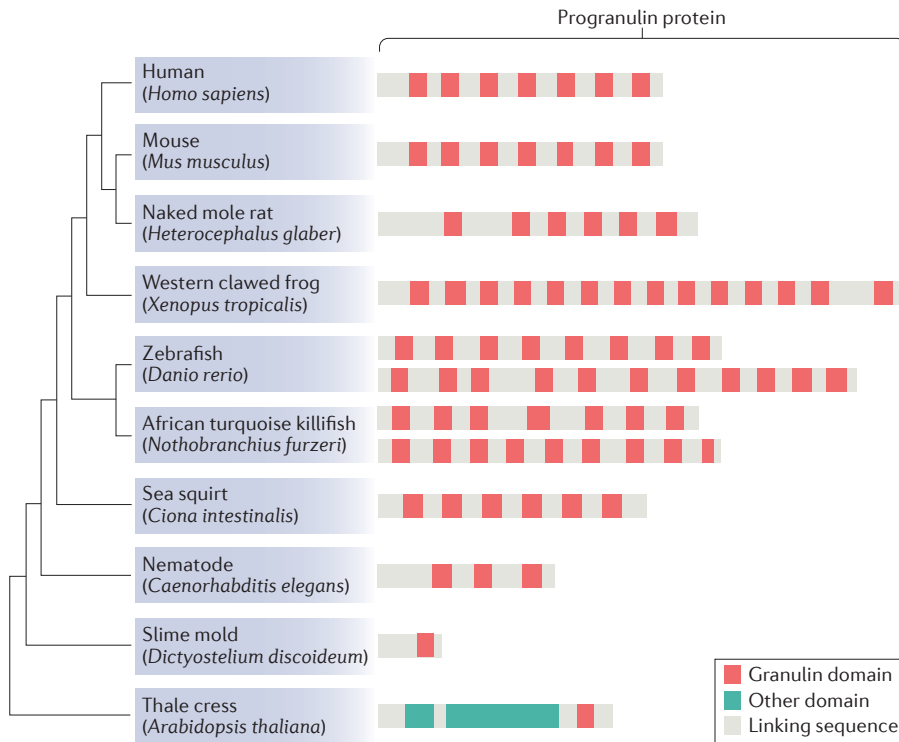 Progranulin protein
Human
(Homo sapiens)
Mouse
(Mus musculus)
Naked mole rat
(Heterocephalus glaber)
Western clawed frog
(Xenopus tropicalis)
Zebrafish
(Danio rerio)
African turquoise killifish
(Nothobranchius furzeri)
Sea squirt
(Ciona intestinalis)
Nematode
(Caenorhabditis elegans)
Slime mold
(Dictyostelium discoideum)
Thale cress
(Arabidopsis thaliana)
Granulin domain
Other domain
Linking sequence